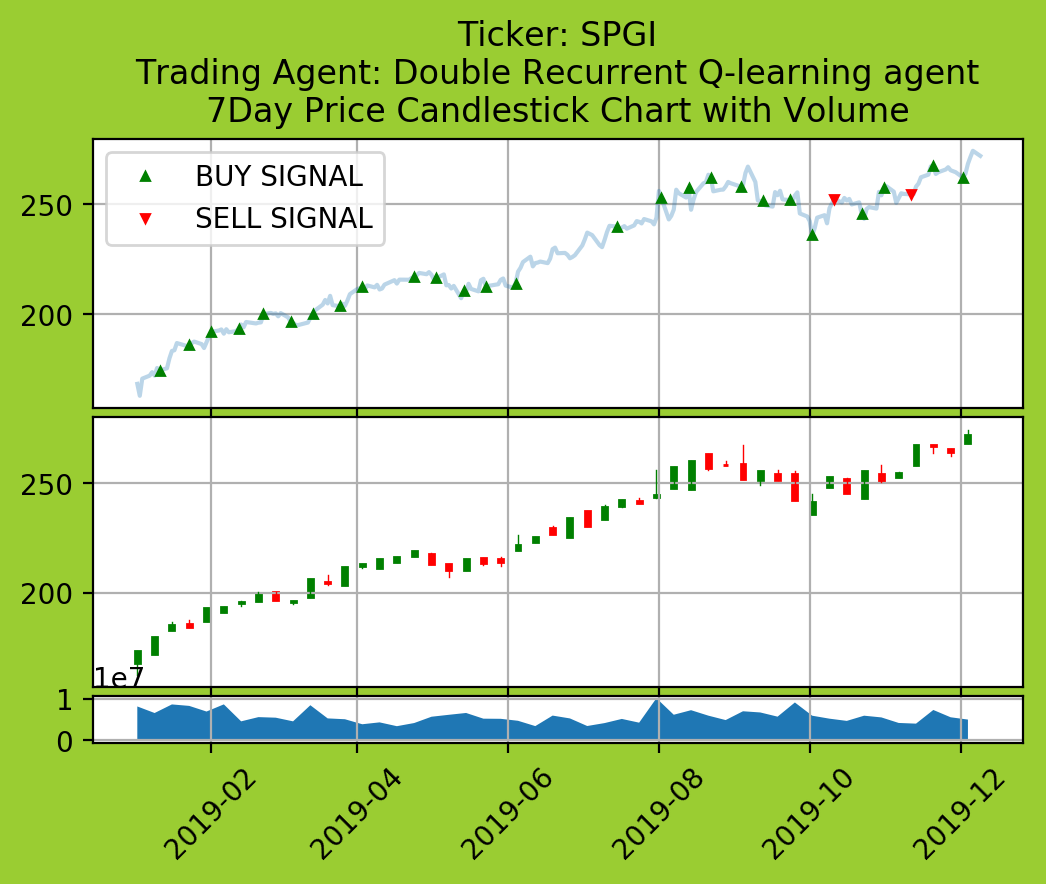 Ticker: SPGI
Trading Agent: Double Recurrent Q-learning agent
7Day Price Candlestick Chart with Volume
BUY SIGNAL
SELL SIGNAL
250
200
250
200
1e7
1
0
2019-02
2019-04
2019-06
2019-08
2019-10
2019-12